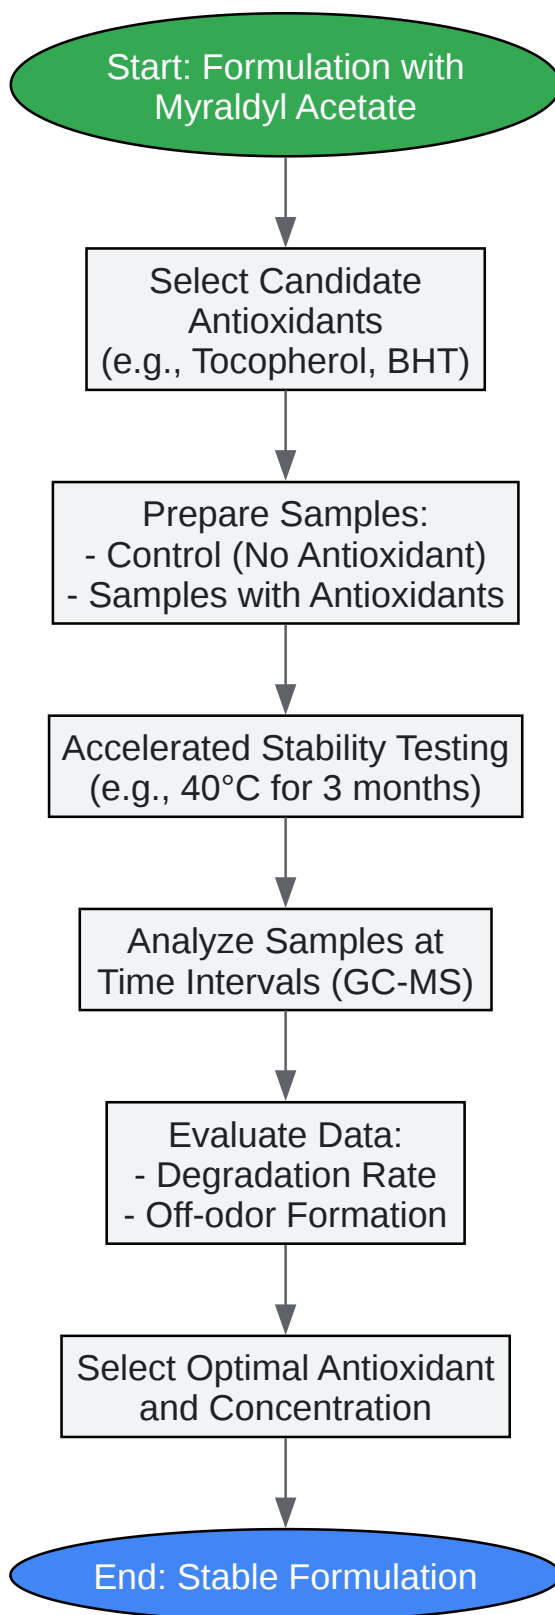 Start: Formulation with
Myraldyl Acetate
Select Candidate
Antioxidants
(e.g., Tocopherol, BHT)
Prepare Samples:
- Control (No Antioxidant)
- Samples with Antioxidants
Accelerated Stability Testing
(e.g., 40°C for 3 months)
Analyze Samples at
Time Intervals (GC-MS)
Evaluate Data:
- Degradation Rate
- Off-odor Formation
Select Optimal Antioxidant
and Concentration
End: Stable Formulation